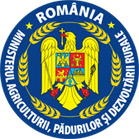 ROMÂNIA
MINISTERUL AGRICULTURII, PĂDURILOR ȘI DEZVOLTĂRII RURALE